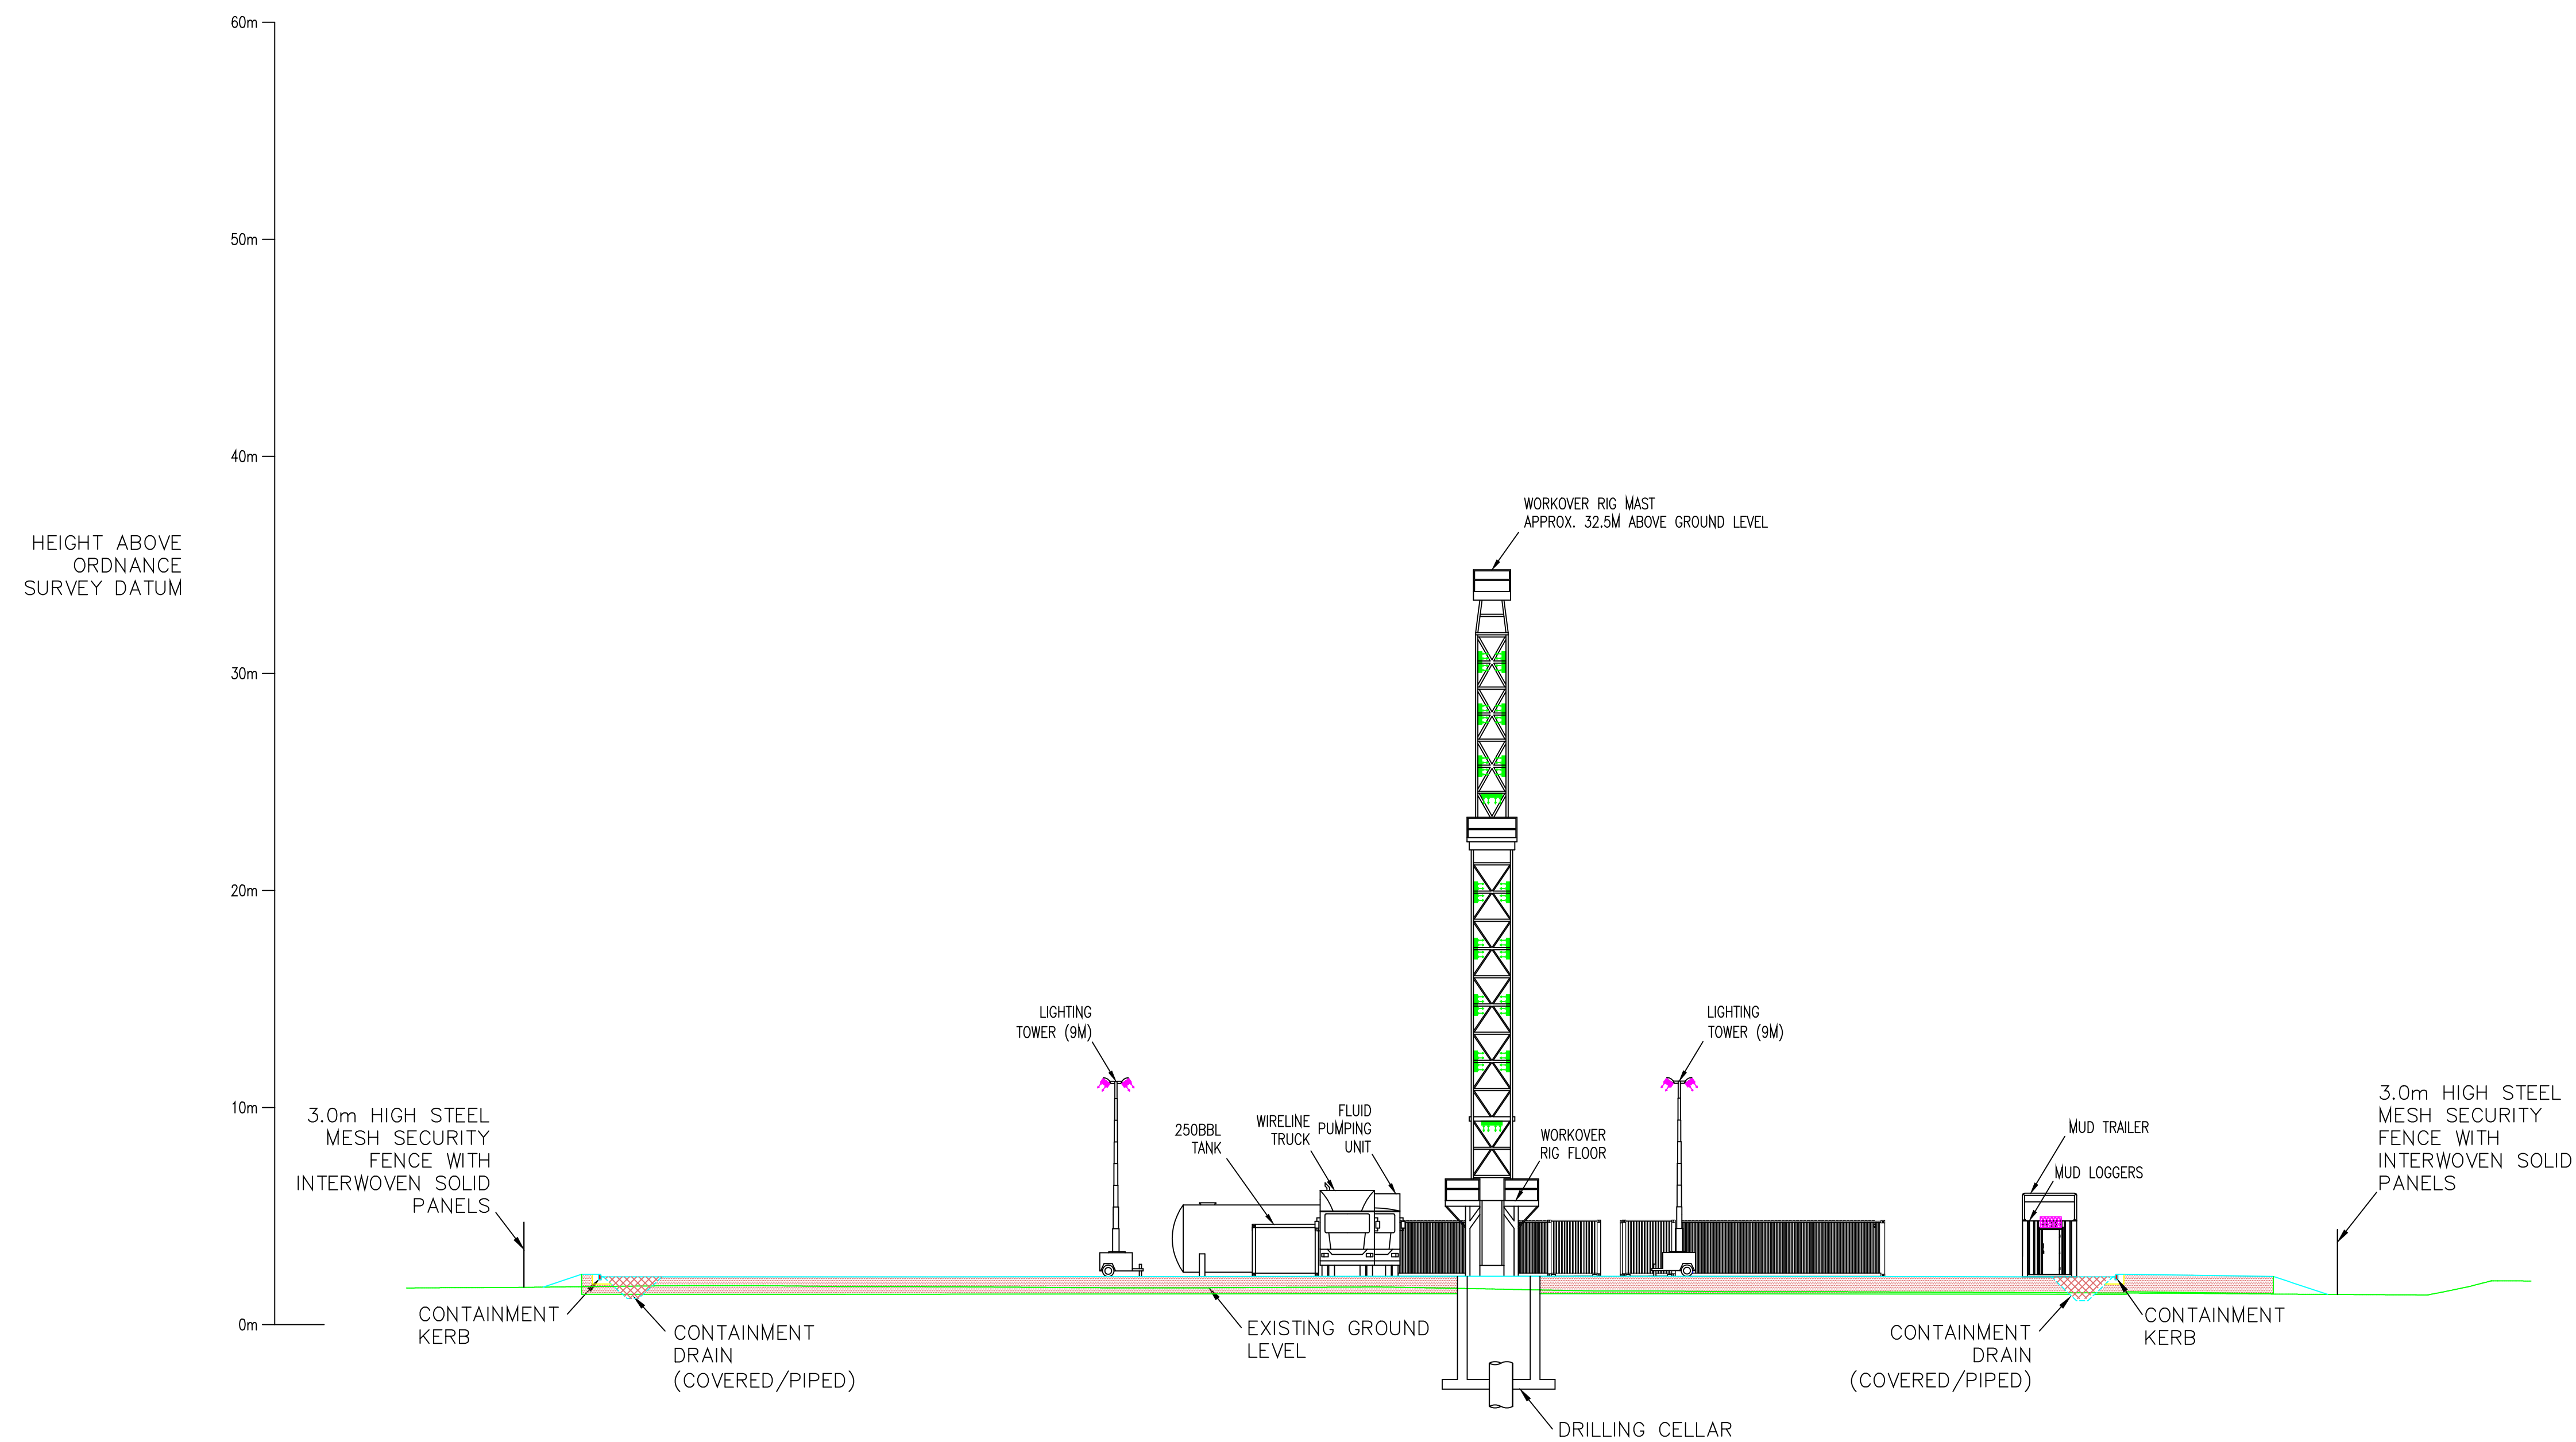 60m
50m
40m
30m
20m
10m
0m
HEIGHT ABOVE
ORDNANCE
SURVEY DATUM
WORKOVER RIG MAST
APPROX. 32.5M ABOVE GROUND LEVEL
LIGHTING
TOWER (9M)
LIGHTING
TOWER (9M)
3.0m HIGH STEEL
MESH SECURITY
FENCE WITH
INTERWOVEN SOLID
PANELS
250BBL
TANK
WIRELINE
TRUCK
FLUID
PUMPING
UNIT
WORKOVER
RIG FLOOR
MUD TRAILER
MUD LOGGERS
3.0m HIGH STEEL
MESH SECURITY
FENCE WITH
INTERWOVEN SOLID
PANELS
CONTAINMENT
KERB
CONTAINMENT
DRAIN
(COVERED/PIPED)
EXISTING GROUND
LEVEL
CONTAINMENT
DRAIN
(COVERED/PIPED)
CONTAINMENT
KERB
DRILLING CELLAR